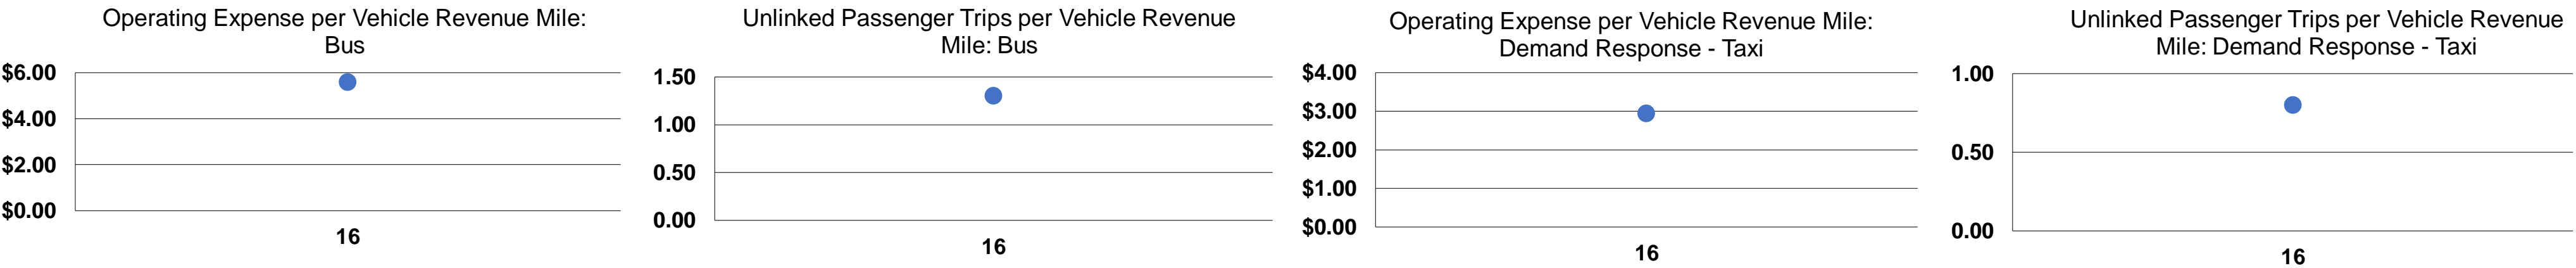 Operating Expense per Vehicle Revenue Mile:
Bus
$6.00
$4.00
$2.00
$0.00
16
Unlinked Passenger Trips per Vehicle Revenue
Mile: Bus
1.50
1.00
0.50
0.00
16
Operating Expense per Vehicle Revenue Mile:
Demand Response - Taxi
$4.00
$3.00
$2.00
$1.00
$0.00
16
Unlinked Passenger Trips per Vehicle Revenue
Mile: Demand Response - Taxi
1.00
0.50
0.00
16